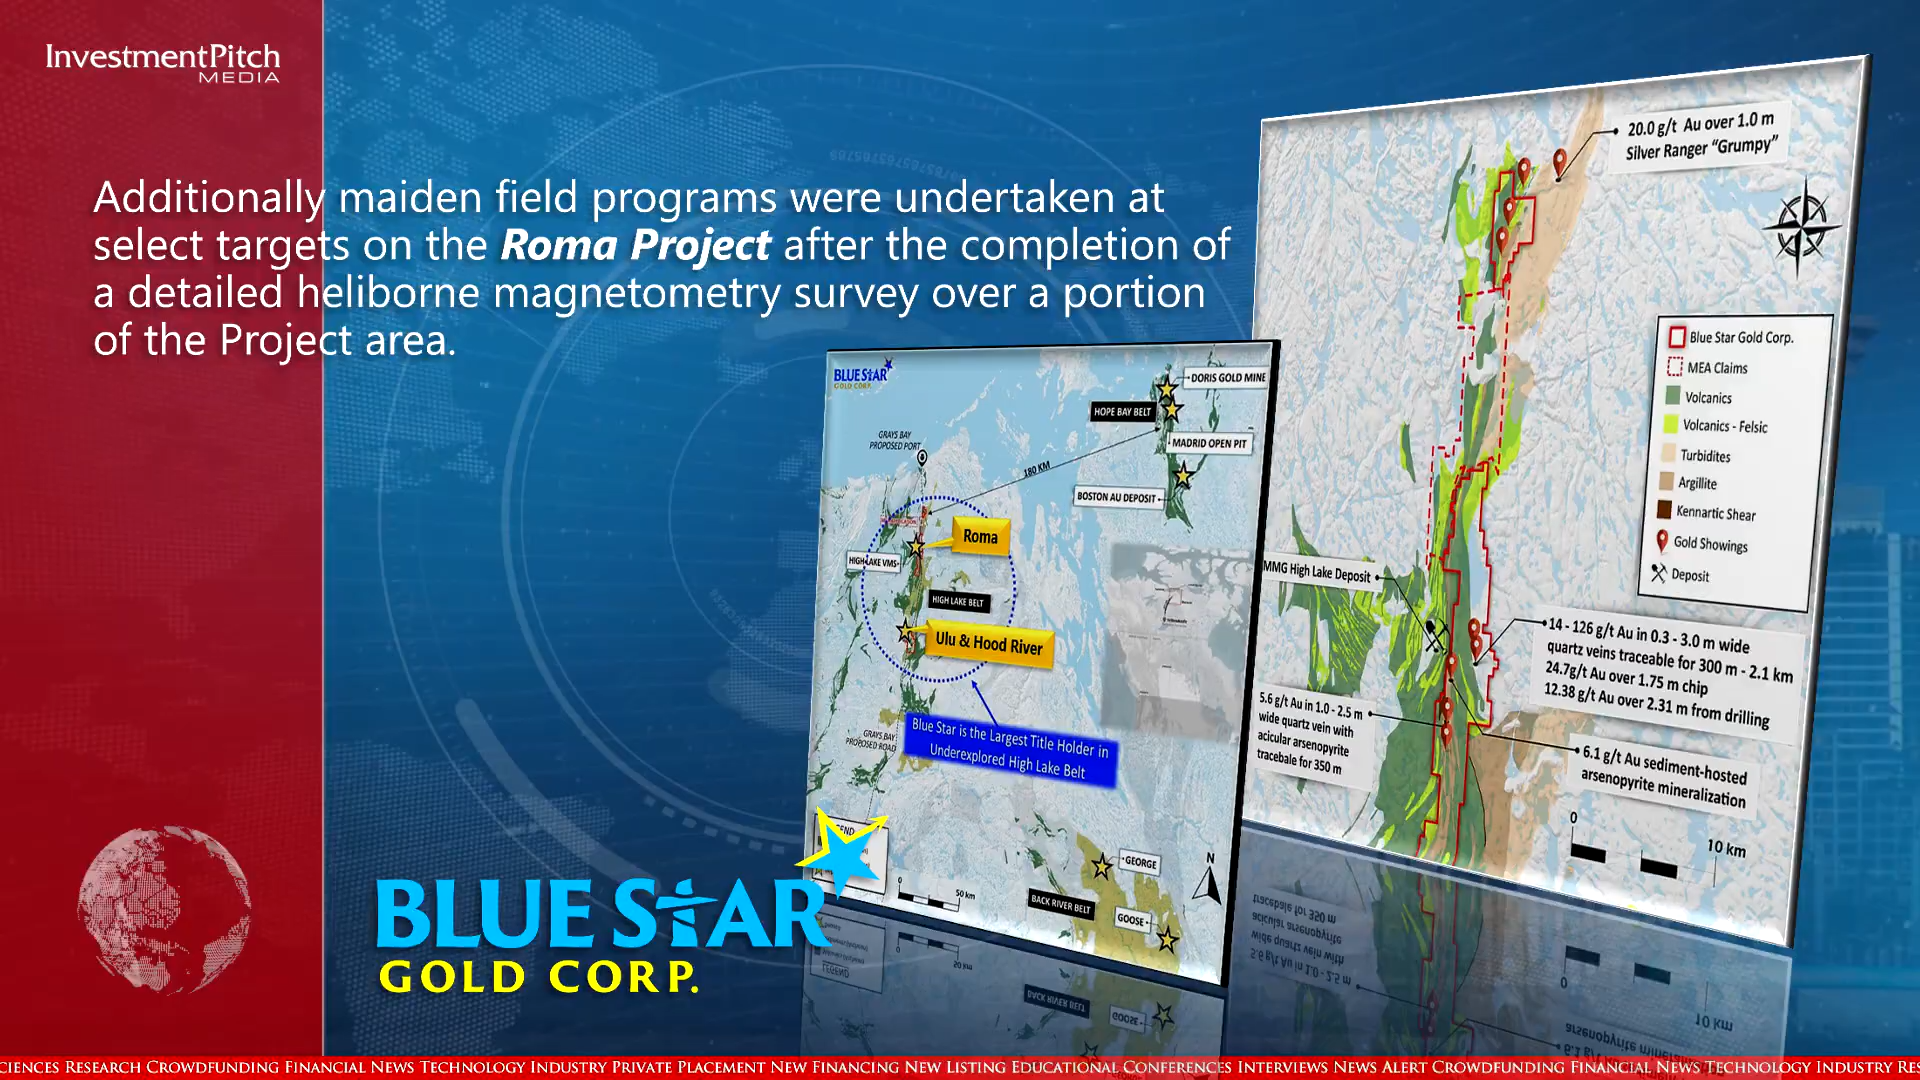 InvestmentPitch
MEDIA
Additionally maiden field programs were undertaken at
select targets on the Roma Project after the completion of
a detailed heliborne magnetometry survey over a portion
of the Project area.
20.0 g/t Au over 1.0 m
Silver Ranger “Grumpy”
Blue Star Gold Corp.
MEA Claims
Volcanics
Volcanics - Felsic
Turbidites
Argillite
Kennartic Shear
Gold Showings
Deposit
MMG High Lake Deposit
14 - 126 g/t Au in 0.3 - 3.0 m wide
quartz veins traceable for 300 m - 2.1 km
24.7g/t Au over 1.75 m chip
12.38 g/t Au over 2.31 m from drilling
5.6 g/t Au in 1.0 - 2.5 m
wide quartz vein with
acicular arsenopyrite
tracebale for 350 m
6.1 g/t Au sediment-hosted
arsenopyrite mineralization
0
10 km
BLUE STAR
GOLD CORP.
DORIS GOLD MINE
HOPE BAY BELT
MADRID OPEN PIT
GRAYS BAY
PROPOSED PORT
180 KM
BOSTON AU DEPOSIT
Roma
HIGH LAKE VMS
HIGH LAKE BELT
Ulu & Hood River
Blue Star is the Largest Title Holder in
Underexplored High Lake Belt
GRAYS BAY
PROPOSED ROAD
GEORGE
N
0
50 km
BACK RIVER BELT
GOOSE
BLUE STAR
GOLD CORP.
CIENCES RESEARCH CROWDFUNDING FINANCIAL NEWS TECHNOLOGY INDUSTRY PRIVATE PLACEMENT NEW FINANCING NEW LISTING EDUCATIONAL CONFERENCES INTERVIEWS NEWS ALERT CROWDFUNDING FINANCIAL NEWS TECHNOLOGY INDUSTRY RES